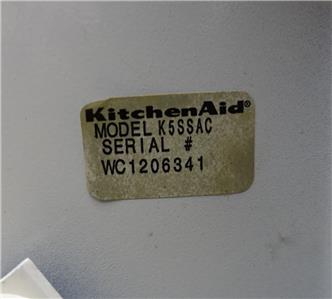 KitchenAid®
MODEL K5SSAC
SERIAL #
WC1206341